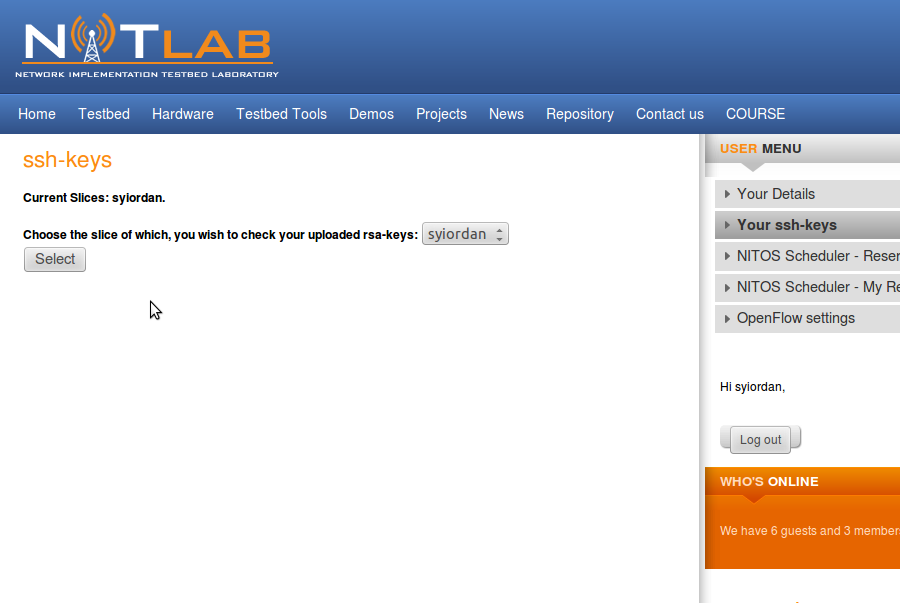 NITLAB
NETWORK IMPLEMENTATION TESTBED LABORATORY
Home Testbed Hardware Testbed Tools Demos Projects News Repository Contact us COURSE
ssh-keys
Current Slices: syiordan.
Choose the slice of which, you wish to check your uploaded rsa-keys: syiordan
Select
USER MENU
Your Details
Your ssh-keys
NITOS Scheduler - Reser
NITOS Scheduler - My Re
OpenFlow settings
Hi syiordan,
Log out
WHO'S ONLINE
We have 6 guests and 3 members